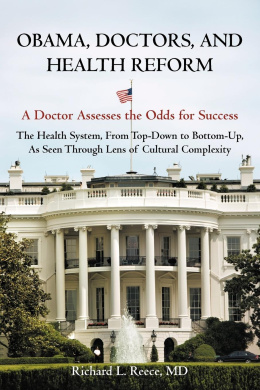 OBAMA, DOCTORS, AND
HEALTH REFORM
A Doctor Assesses the Odds for Success
The Health System, From Top-Down to Bottom-Up,
As Seen Through Lens of Cultural Complexity
Richard L. Reece, MD